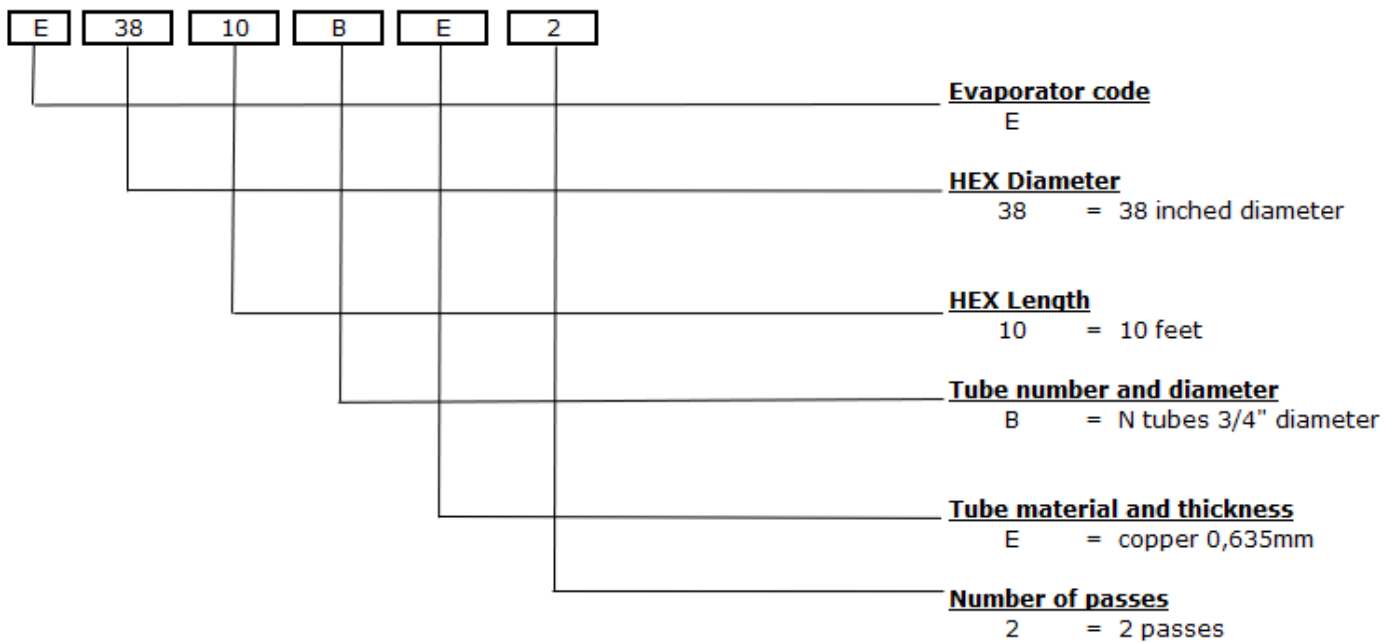 E 38 10 B E 2
Evaporator code
E
HEX Diameter
38 = 38 inched diameter
HEX Length
10 = 10 feet
Tube number and diameter
B = N tubes 3/4" diameter
Tube material and thickness
E = copper 0,635mm
Number of passes
2 = 2 passes